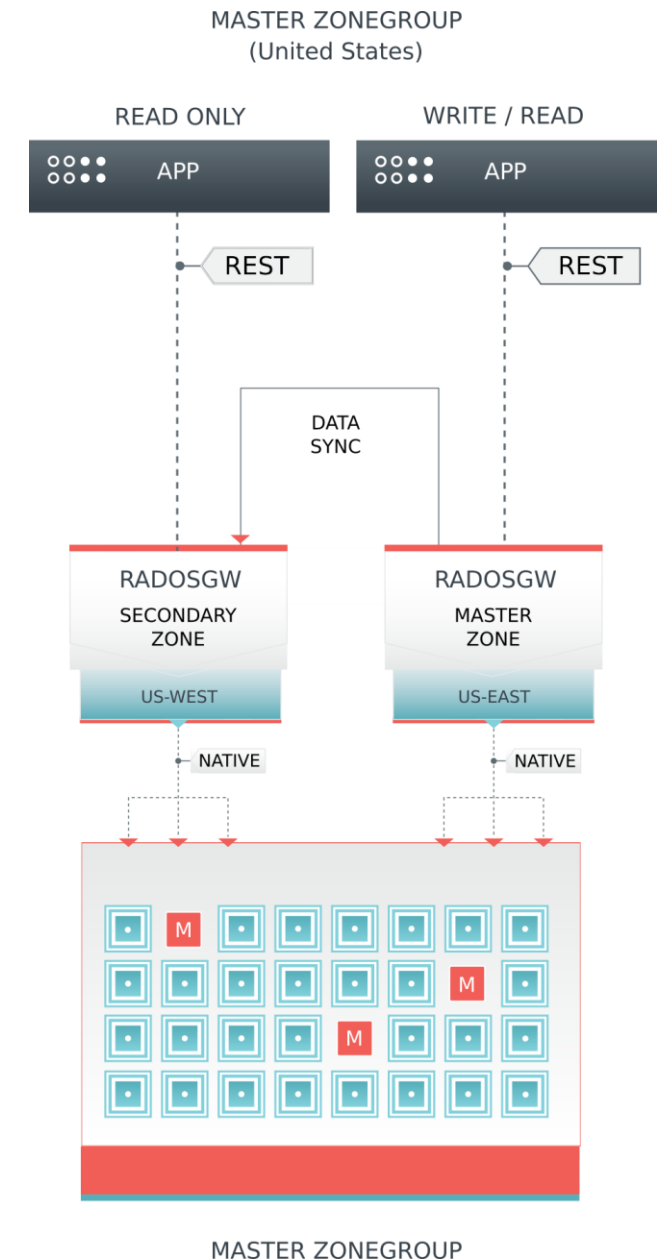 MASTER ZONEGROUP
(United States)
READ ONLY
WRITE / READ
APP
APP
REST
REST
DATA
SYNC
RADOSGW
SECONDARY
ZONE
US-WEST
RADOSGW
MASTER
ZONE
US-EAST
NATIVE
NATIVE
M
M
M
MASTER ZONEGROUP